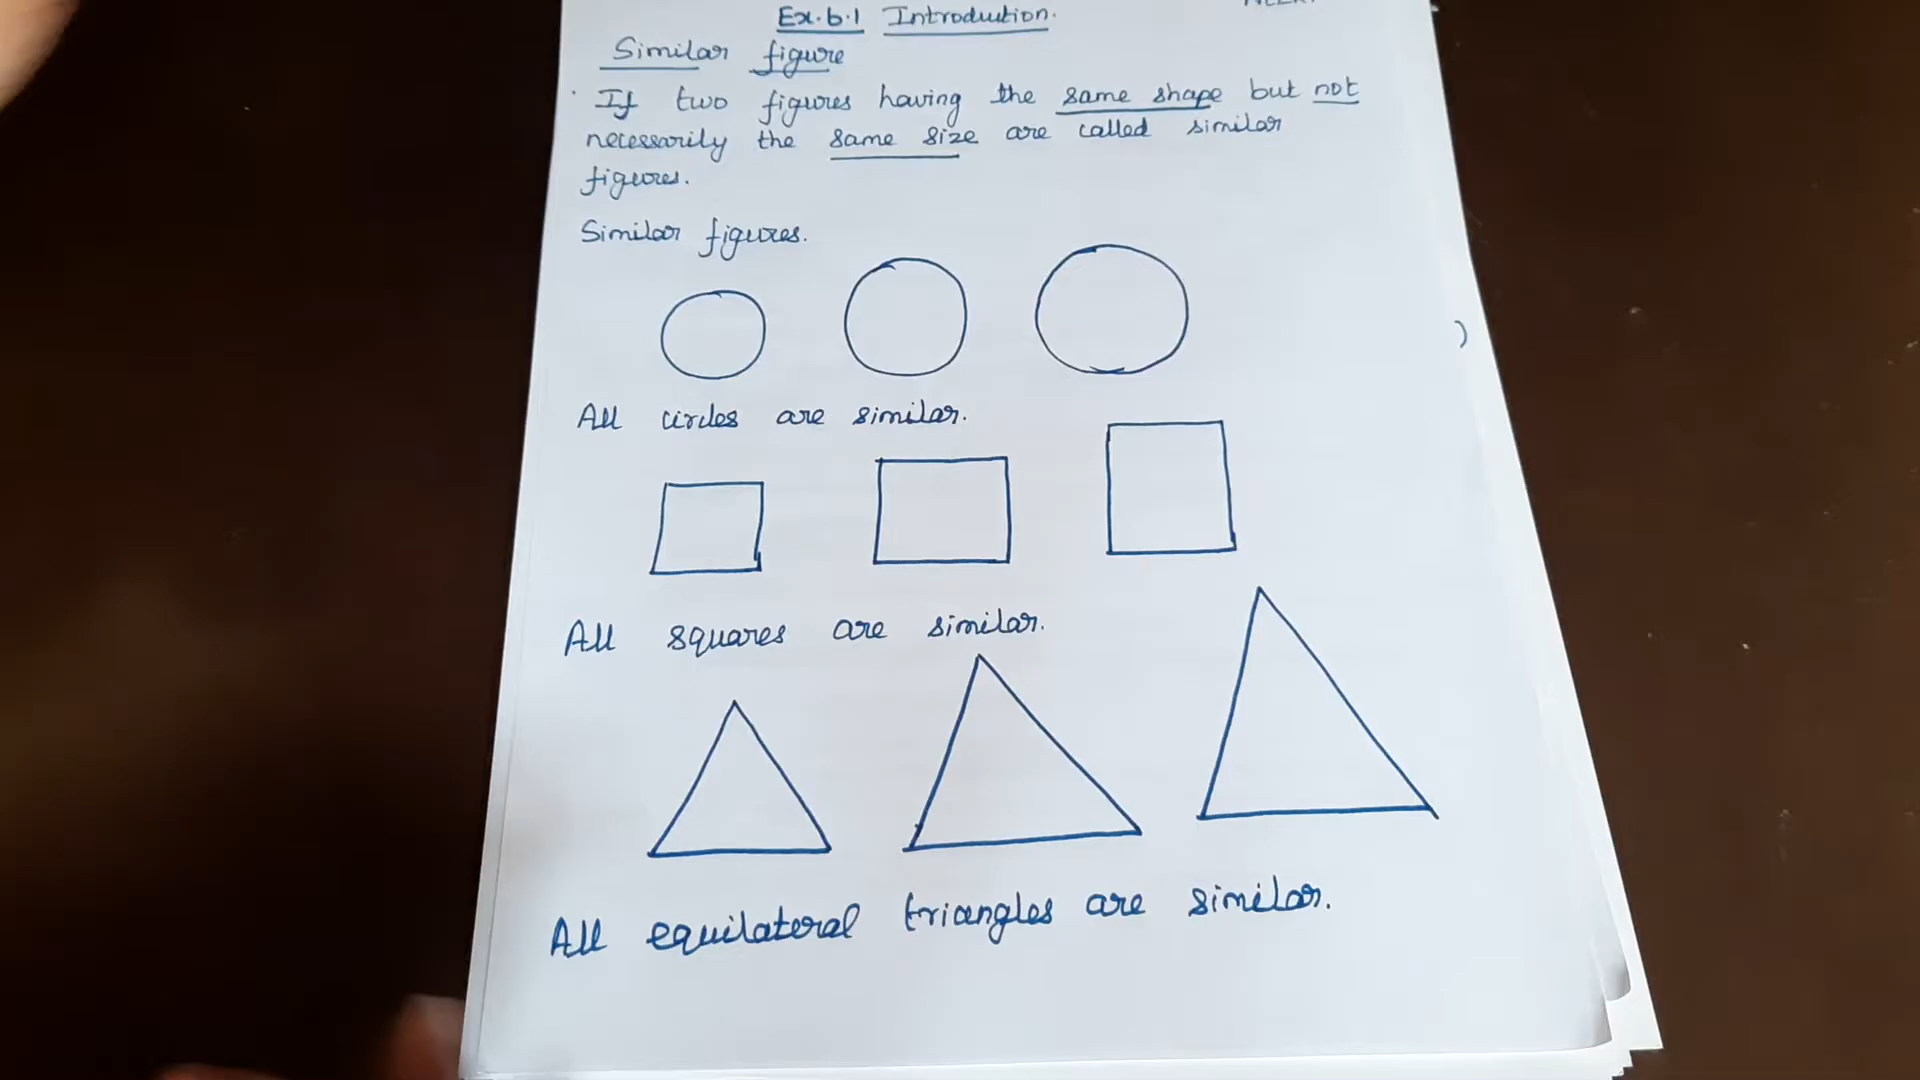 Ex.6.1 Introduction.
Similar figure
If two figures having the same shape but not
necessarily the same size are called similar
figures.
Similar figures.
All circles are similar.
All squares are similar.
All equilateral triangles are similar.